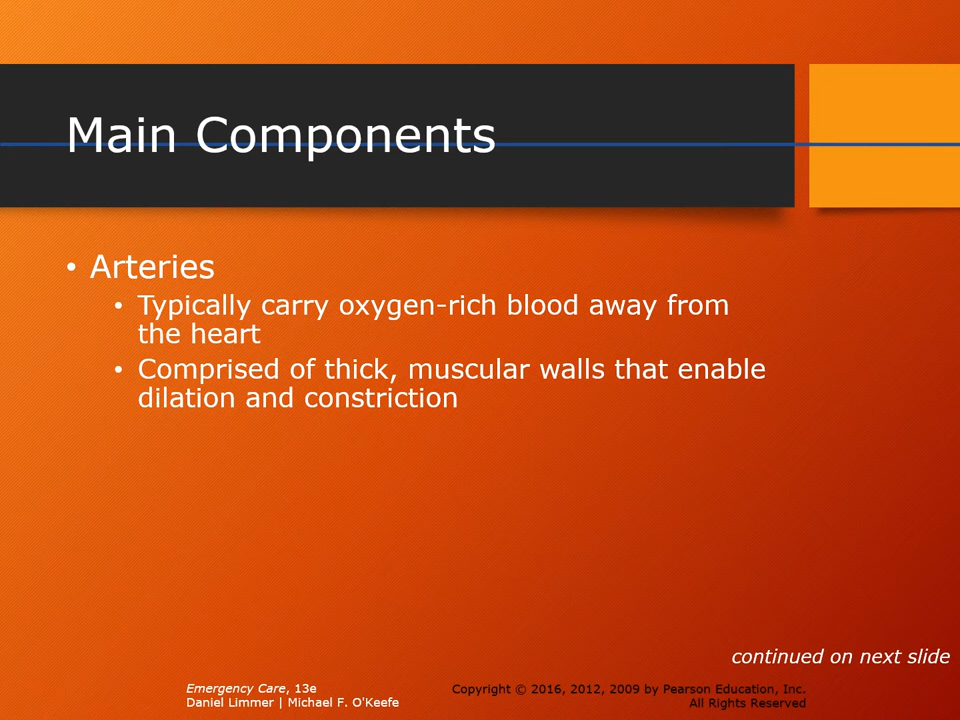 Main Components
• Arteries
• Typically carry oxygen-rich blood away from
the heart
• Comprised of thick, muscular walls that enable
dilation and constriction
continued on next slide
Emergency Care, 13e
Daniel Limmer | Michael F. O'Keefe
Copyright © 2016, 2012, 2009 by Pearson Education, Inc.
All Rights Reserved